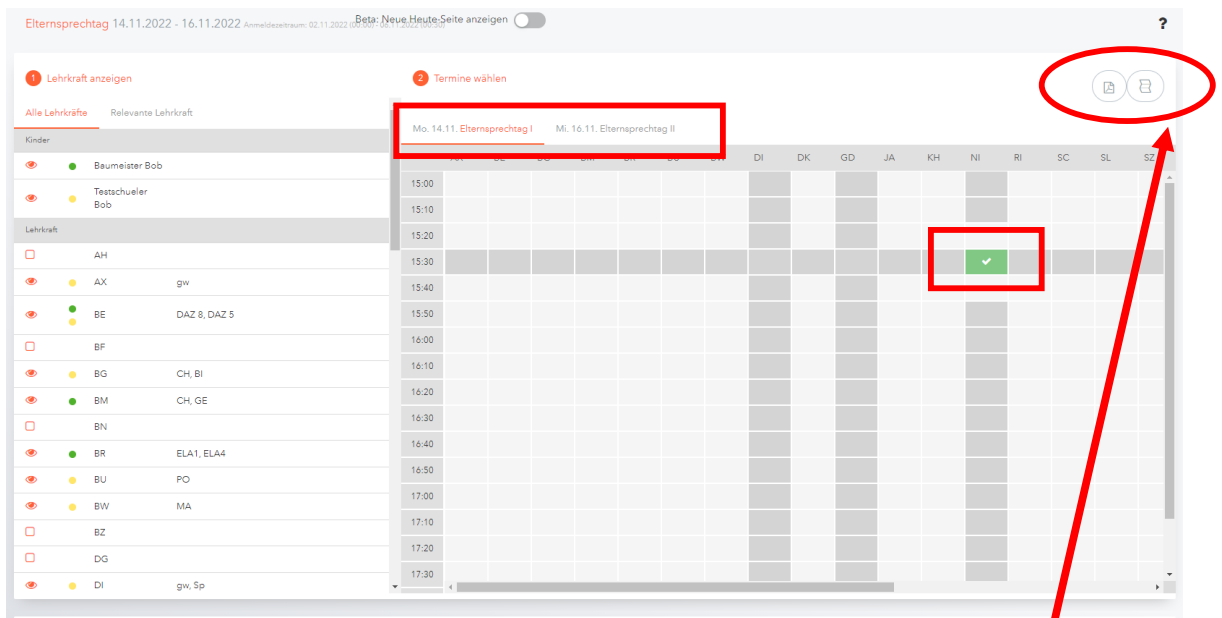 Elternsprechtag 14.11.2022 - 16.11.2022 Anmeldezeitraum: 02.11.2022
Beta: Neue Heute-Seite anzeigen
?
1 Lehrkraft anzeigen
Alle Lehrkräfte Relevante Lehrkraft
Kinder
Baumeister Bob
Testschueler
Bob
Lehrkraft
AH
AX gw
BE DAZ 8, DAZ 5
BF
BG CH, BI
BM CH, GE
BN
BR ELA1, ELA4
BU PO
BW MA
BZ
DG
DI gw, Sp
2 Termine wählen
Mo. 14.11. Elternsprechtag I Mi. 16.11. Elternsprechtag II
DI DK GD JA KH NI RI SC SL SZ
15:00
15:10
15:20
15:30
15:40
15:50
16:00
16:10
16:20
16:30
16:40
16:50
17:00
17:10
17:20
17:30